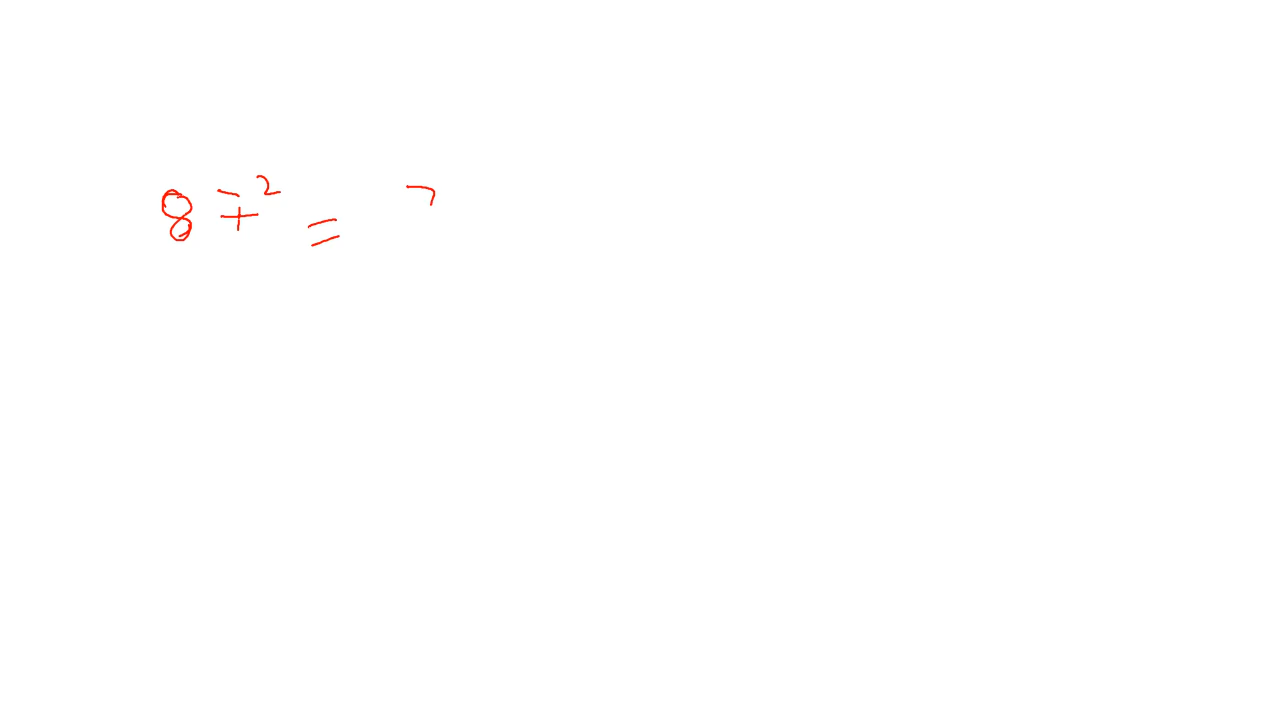 8 ∓ ² = 7